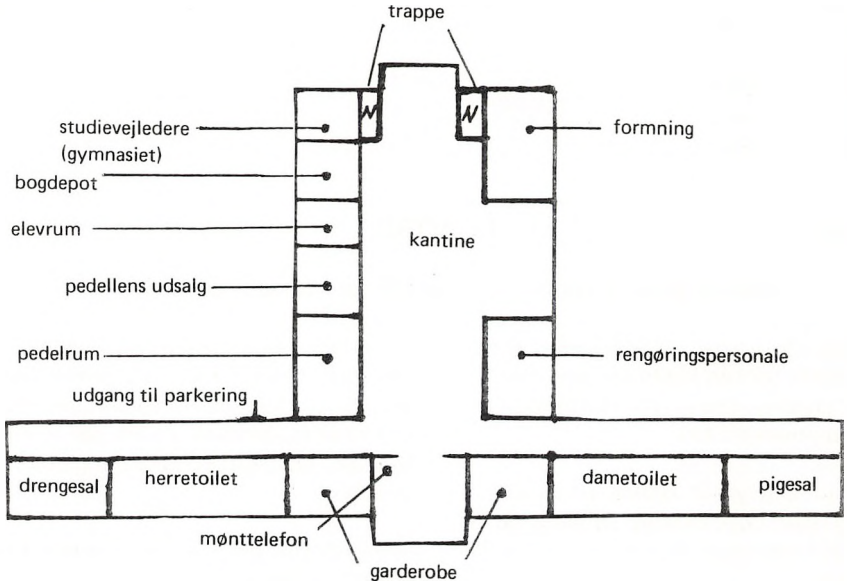 trappe
studievejledere
(gymnasiet)
formning
bogdepot
elevrum
kantine
pedellens udsalg
pedelrum
rengøringspersonale
udgang til parkering
drengesal
herretoilet
dametoilet
pigesal
mønttelefon
garderobe